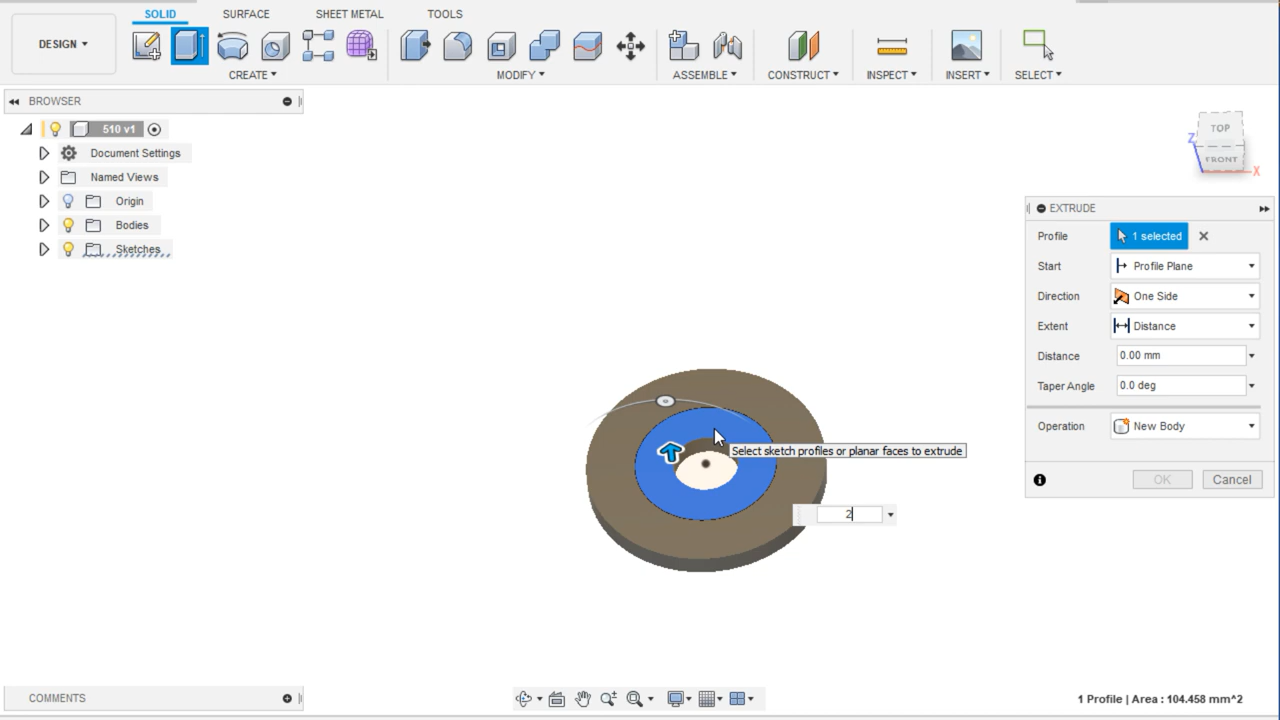 SOLID SURFACE SHEET METAL TOOLS
DESIGN
CREATE MODIFY ASSEMBLE CONSTRUCT INSPECT INSERT SELECT
BROWSER
510 v1
Document Settings
Named Views
Origin
Bodies
Sketches
TOP
FRONT
Z
X
EXTRUDE
Profile 1 selected
Start Profile Plane
Direction One Side
Extent Distance
Distance 0.00 mm
Taper Angle 0.0 deg
Operation New Body
OK Cancel
Select sketch profiles or planar faces to extrude
2
COMMENTS
1 Profile | Area : 104.458 mm^2